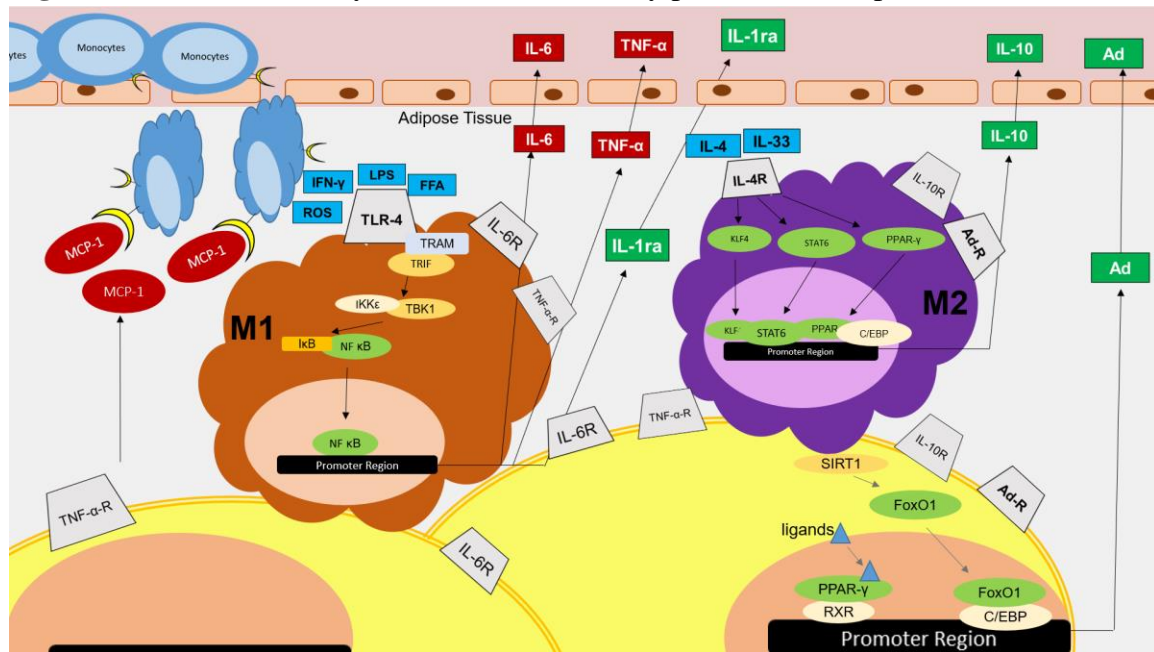 Monocytes
Monocytes
ytes
IL-6
TNF-α
IL-1ra
IL-10
Ad
Adipose Tissue
IL-6
TNF-α
IL-4
IL-33
IL-10
IFN-γ
LPS
FFA
ROS
TLR-4
TRAM
TRIF
IL-4R
IL-10R
Ad-R
MCP-1
MCP-1
MCP-1
IL-6R
IL-1ra
KLF4
STAT6
PPAR-γ
Ad
TNF-α-R
IKKε
TBK1
M1
IκB
NF κB
M2
KLF
STAT6
PPAR
C/EBP
Promoter Region
NF κB
Promoter Region
IL-6R
TNF-α-R
IL-10R
SIRT1
Ad-R
TNF-α-R
FoxO1
IL-6R
ligands
PPAR-γ
RXR
FoxO1
C/EBP
Promoter Region